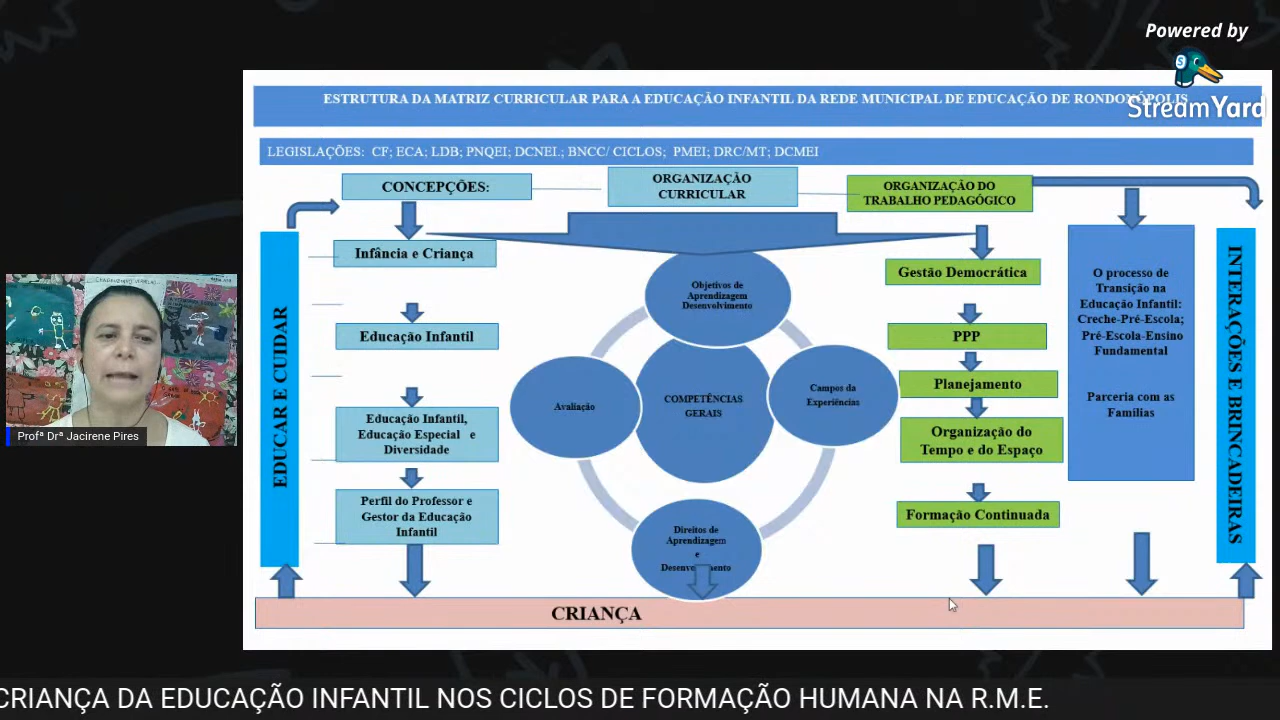 Powered by
StreamYard
ESTRUTURA DA MATRIZ CURRICULAR PARA A EDUCAÇÃO INFANTIL DA REDE MUNICIPAL DE EDUCAÇÃO DE RONDONÓPOLIS
LEGISLAÇÕES: CF; ECA; LDB; PNQEI; DCNEI.; BNCC/ CICLOS; PMEI; DRC/MT; DCMEI
CONCEPÇÕES:
ORGANIZAÇÃO
CURRICULAR
ORGANIZAÇÃO DO
TRABALHO PEDAGÓGICO
EDUCAR E CUIDAR
Infância e Criança
Educação Infantil
Educação Infantil,
Educação Especial e
Diversidade
Perfil do Professor e
Gestor da Educação
Infantil
Objetivos de
Aprendizagem
Desenvolvimento
Avaliação
COMPETÊNCIAS
GERAIS
Campos da
Experiências
Direitos de
Aprendizagem
e
Gestão Democrática
PPP
Planejamento
Organização do
Tempo e do Espaço
Formação Continuada
O processo de
Transição na
Educação Infantil:
Creche-Pré-Escola;
Pré-Escola-Ensino
Fundamental
Parceria com as
Famílias
INTERAÇÕES E BRINCADEIRAS
CRIANÇA
Profª Drª Jacirene Pires
CRIANÇA DA EDUCAÇÃO INFANTIL NOS CICLOS DE FORMAÇÃO HUMANA NA R.M.E.